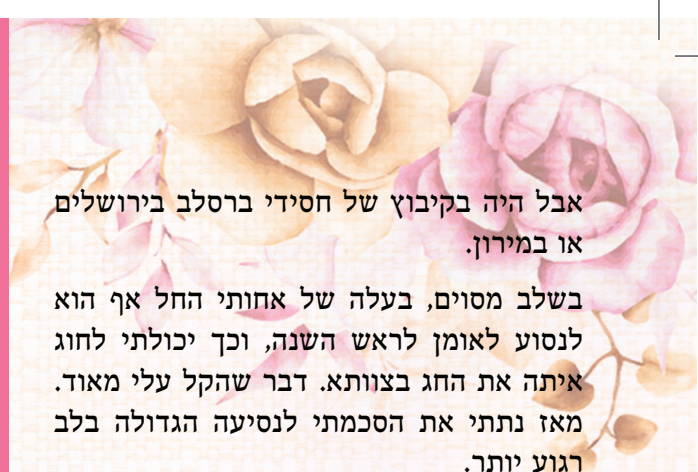 אבל היה בקיבוץ של חסידי ברסלב בירושלים
או במירון.
בשלב מסוים, בעלה של אחותי החל אף הוא
לנסוע לאומן לראש השנה, וכך יכולתי לחוג
איתה את החג בצוותא. דבר שהקל עלי מאוד.
מאז נתתי את הסכמתי לנסיעה הגדולה בלב
רגוע יותר.